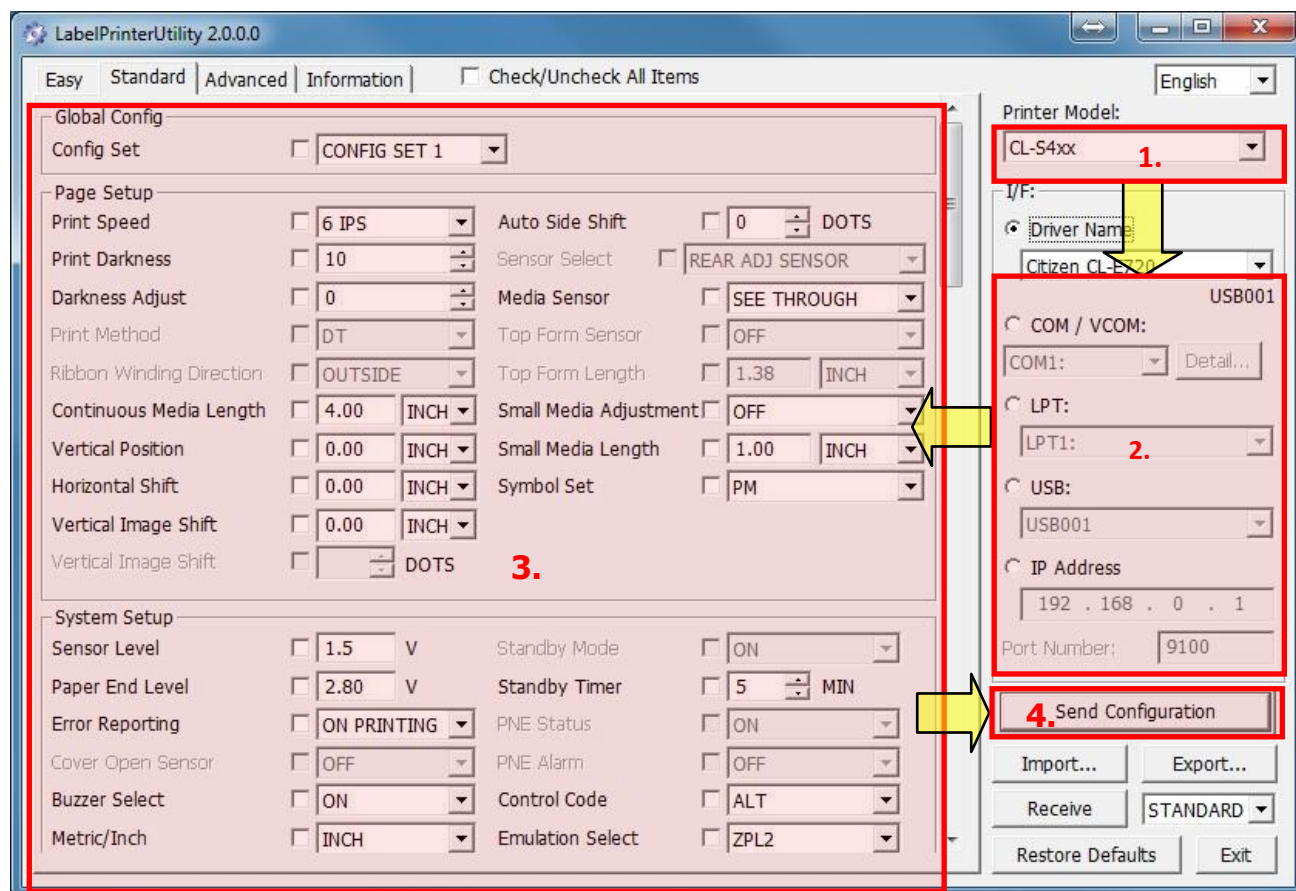 LabelPrinterUtility 2.0.0.0
Easy Standard Advanced Information Check/Uncheck All Items
English
Global Config
Config Set CONFIG SET 1
Page Setup
Print Speed 6 IPS Auto Side Shift 0 DOTS
Print Darkness 10 Sensor Select REAR ADJ SENSOR
Darkness Adjust 0 Media Sensor SEE THROUGH
Print Method DT Top Form Sensor OFF
Ribbon Winding Direction OUTSIDE Top Form Length 1.38 INCH
Continuous Media Length 4.00 INCH Small Media Adjustment OFF
Vertical Position 0.00 INCH Small Media Length 1.00 INCH
Horizontal Shift 0.00 INCH Symbol Set PM
Vertical Image Shift 0.00 INCH
Vertical Image Shift DOTS
3.
System Setup
Sensor Level 1.5 V Standby Mode ON
Paper End Level 2.80 V Standby Timer 5 MIN
Error Reporting ON PRINTING PNE Status ON
Cover Open Sensor OFF PNE Alarm OFF
Buzzer Select ON Control Code ALT
Metric/Inch INCH Emulation Select ZPL2
Printer Model:
CL-S4xx 1.
I/F:
Driver Name
Citizen CL-E720
USB001
COM / VCOM:
COM1: Detail...
LPT:
LPT1: 2.
USB:
USB001
IP Address
192 . 168 . 0 . 1
Port Number: 9100
4. Send Configuration
Import... Export...
Receive STANDARD
Restore Defaults Exit